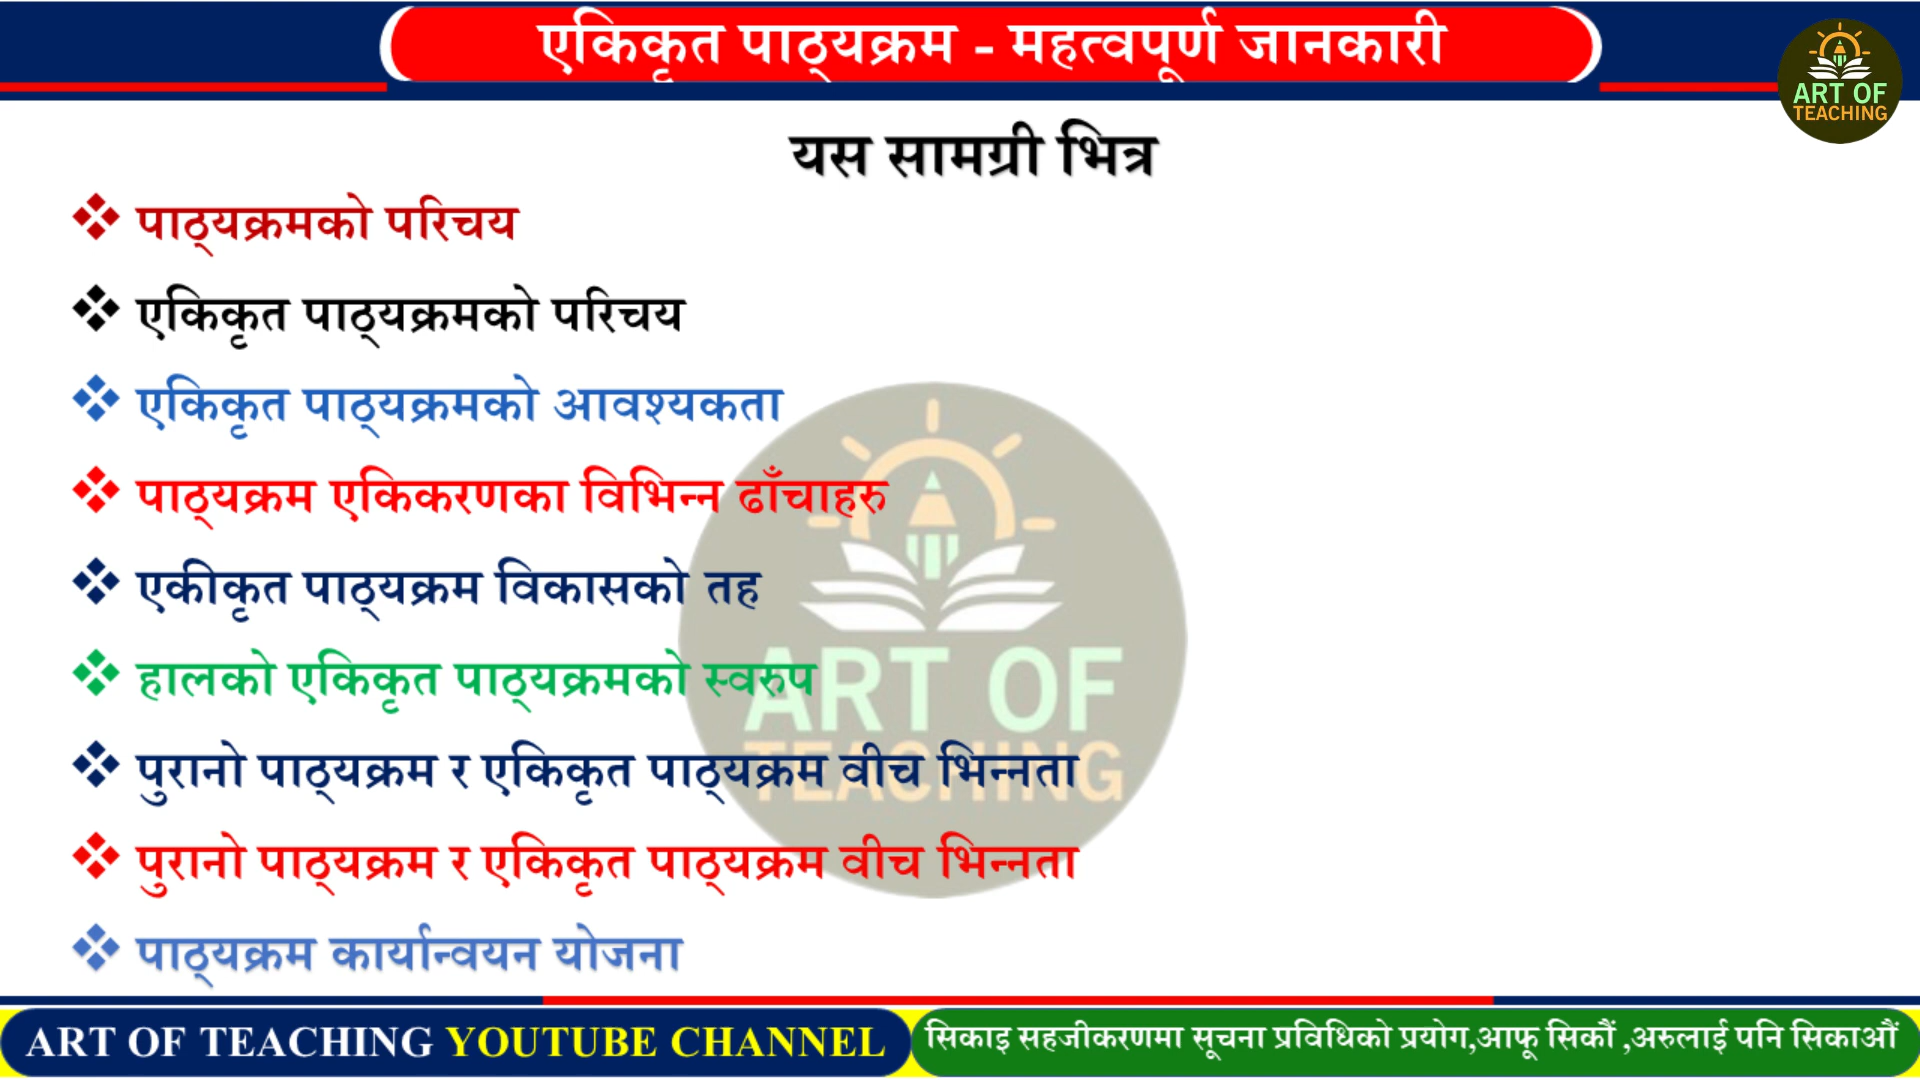 एकिकृत पाठ्यक्रम - महत्वपूर्ण जानकारी
ART OF
TEACHING
यस सामग्री भित्र
❖ पाठ्यक्रमको परिचय
❖ एकिकृत पाठ्यक्रमको परिचय
❖ एकिकृत पाठ्यक्रमको आवश्यकता
❖ पाठ्यक्रम एकिकरणका विभिन्न ढाँचाहरु
❖ एकीकृत पाठ्यक्रम विकासको तह
❖ हालको एकिकृत पाठ्यक्रमको स्वरुप
❖ पुरानो पाठ्यक्रम र एकिकृत पाठ्यक्रम वीच भिन्नता
❖ पुरानो पाठ्यक्रम र एकिकृत पाठ्यक्रम वीच भिन्नता
❖ पाठ्यक्रम कार्यान्वयन योजना
ART OF
TEACHING
ART OF TEACHING YOUTUBE CHANNEL
सिकाइ सहजीकरणमा सूचना प्रविधिको प्रयोग,आफू सिकौं ,अरुलाई पनि सिकाऔं